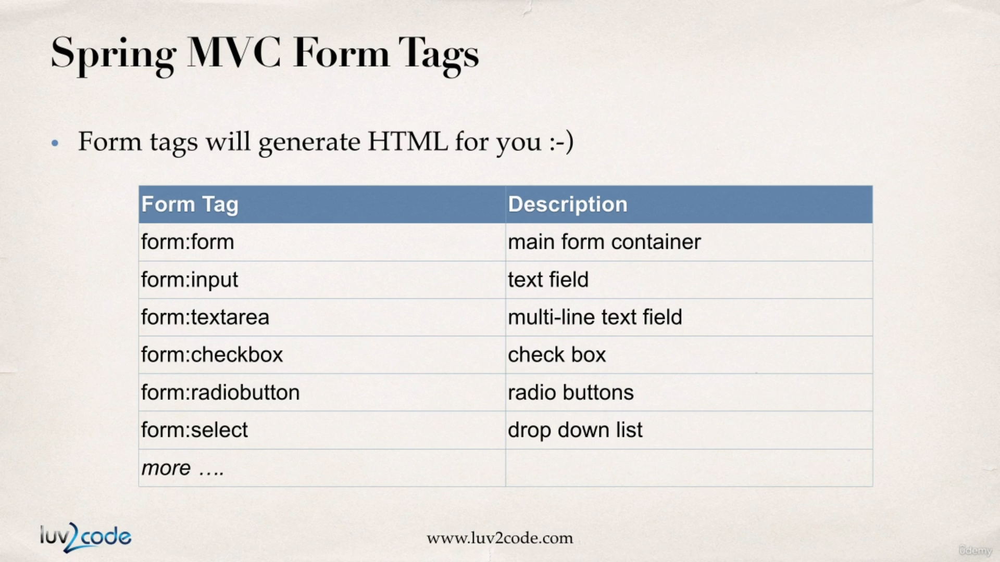 Spring MVC Form Tags
• Form tags will generate HTML for you :-)
Form Tag Description
form:form main form container
form:input text field
form:textarea multi-line text field
form:checkbox check box
form:radiobutton radio buttons
form:select drop down list
more ….
luv2code www.luv2code.com
ûdemy